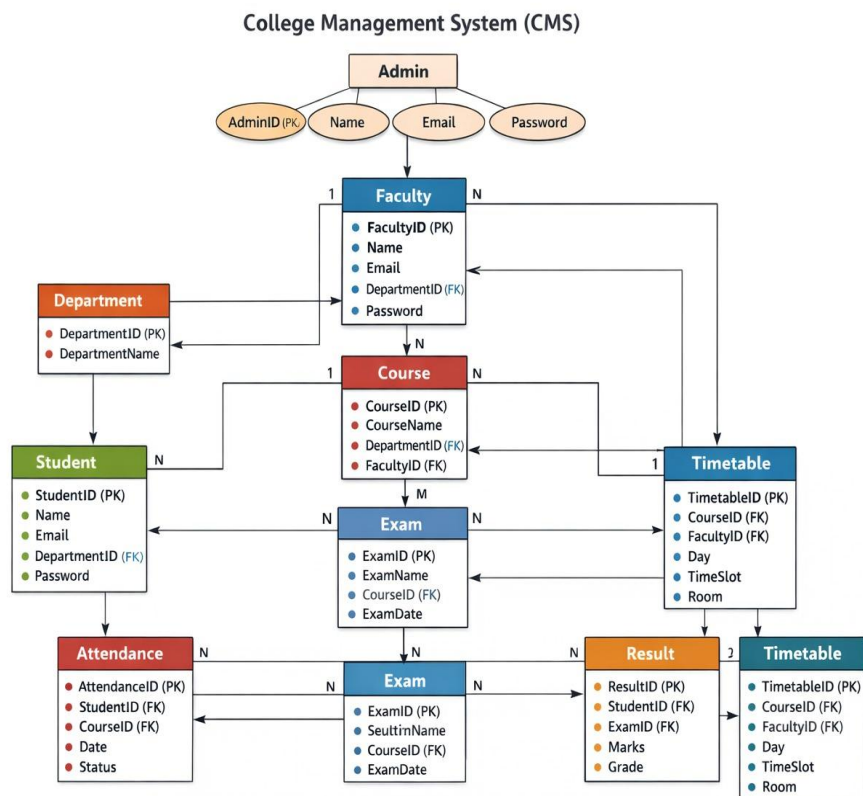 College Management System (CMS)
Admin
AdminID (PK)
Name
Email
Password
1
Faculty
N
FacultyID (PK)
Name
Email
DepartmentID (FK)
Password
Department
DepartmentID (PK)
DepartmentName
N
1
Course
N
CourseID (PK)
CourseName
DepartmentID (FK)
FacultyID (FK)
Student
N
StudentID (PK)
Name
Email
DepartmentID (FK)
Password
1
Timetable
TimetableID (PK)
CourseID (FK)
FacultyID (FK)
Day
TimeSlot
Room
M
N
Exam
N
ExamID (PK)
ExamName
CourseID (FK)
ExamDate
Attendance
N
AttendanceID (PK)
StudentID (FK)
CourseID (FK)
Date
Status
N
N
Exam
N
ExamID (PK)
SeulttinName
CourseID (FK)
ExamDate
N
Result
ResultID (PK)
StudentID (FK)
ExamID (FK)
Marks
Grade
Timetable
TimetableID (PK)
CourseID (FK)
FacultyID (FK)
Day
TimeSlot
Room